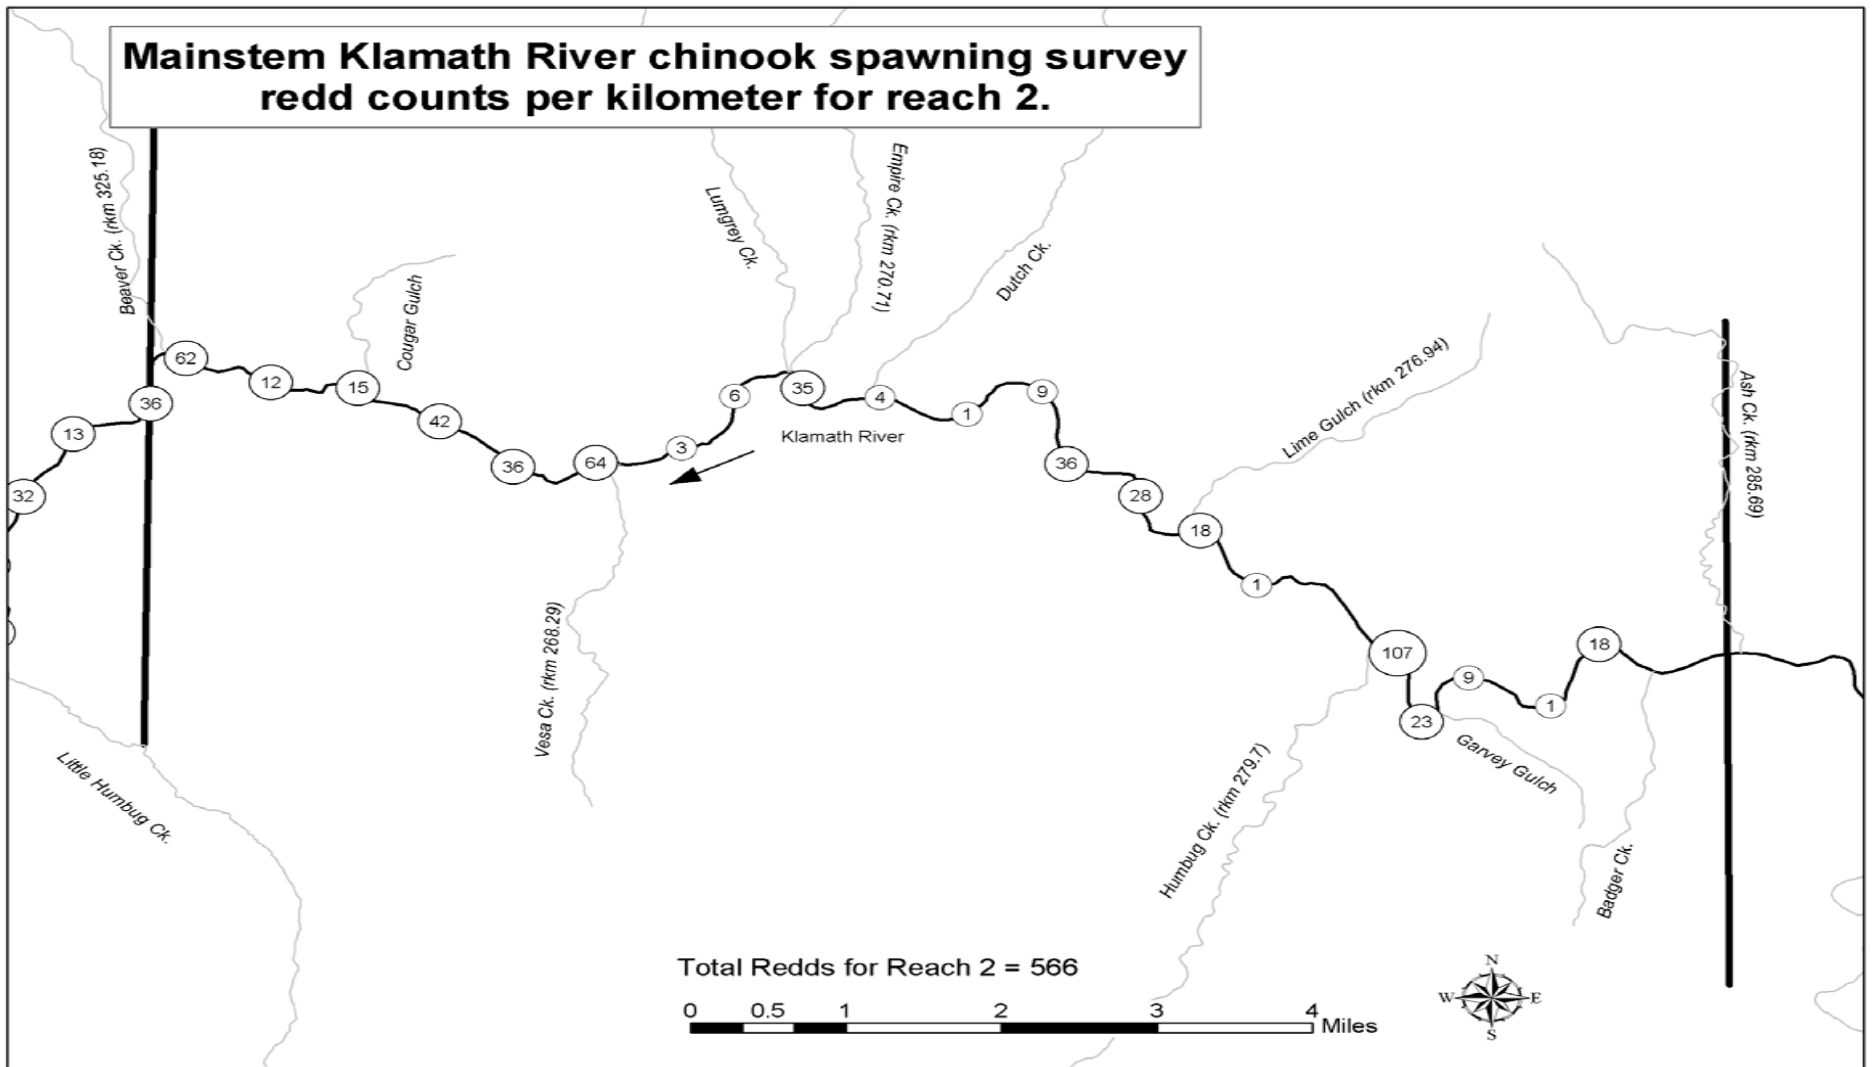 Mainstem Klamath River chinook spawning survey
redd counts per kilometer for reach 2.
Beaver Ck. (rkm 325.18)
Cougar Gulch
Lumgrey Ck.
Empire Ck. (rkm 270.71)
Dutch Ck.
Lime Gulch (rkm 276.94)
Ash Ck. (rkm 285.69)
62
12
15
42
36
64
3
6
35
4
1
9
36
28
18
1
107
23
9
1
18
36
13
32
Klamath River
Vesa Ck. (rkm 268.29)
Little Humbug Ck.
Humbug Ck. (rkm 279.7)
Garvey Gulch
Badger Ck.
Total Redds for Reach 2 = 566
0 0.5 1 2 3 4
Miles
N
W E
S